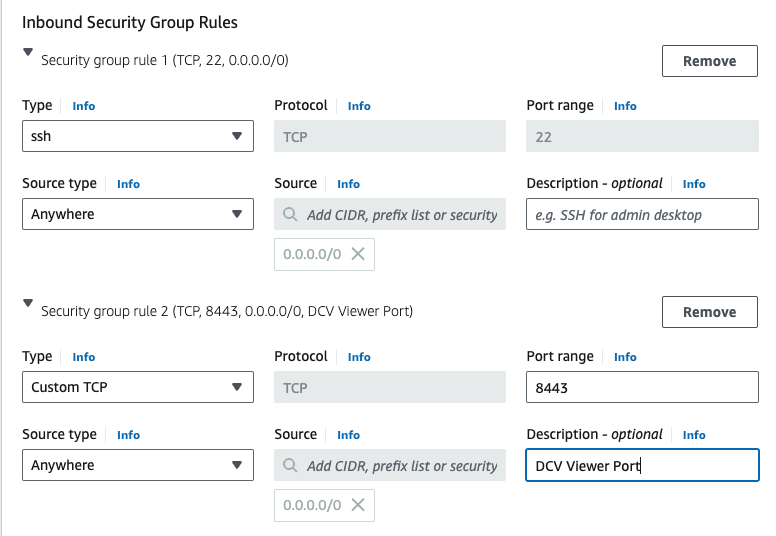 Inbound Security Group Rules
Security group rule 1 (TCP, 22, 0.0.0.0/0)
Remove
Type Info Protocol Info Port range Info
ssh TCP 22
Source type Info Source Info Description - optional Info
Anywhere Add CIDR, prefix list or security e.g. SSH for admin desktop
0.0.0.0/0
Security group rule 2 (TCP, 8443, 0.0.0.0/0, DCV Viewer Port)
Remove
Type Info Protocol Info Port range Info
Custom TCP TCP 8443
Source type Info Source Info Description - optional Info
Anywhere Add CIDR, prefix list or security DCV Viewer Port
0.0.0.0/0